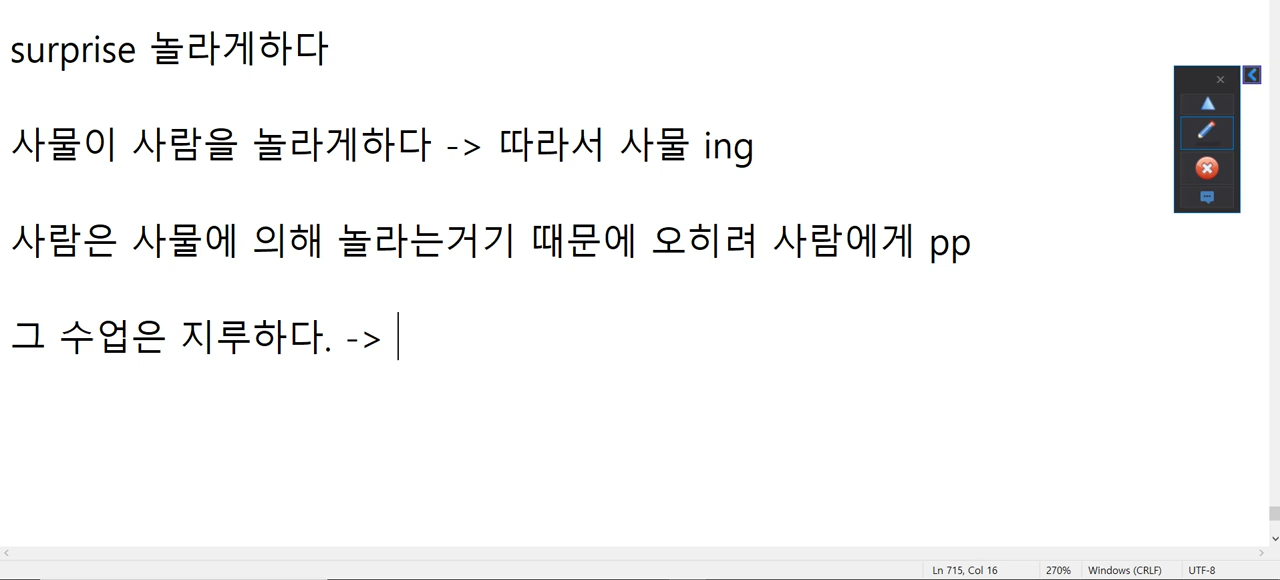 surprise 놀라게하다
사물이 사람을 놀라게하다 -> 따라서 사물 ing
사람은 사물에 의해 놀라는거기 때문에 오히려 사람에게 pp
그 수업은 지루하다. ->
Ln 715, Col 16 270% Windows (CRLF) UTF-8